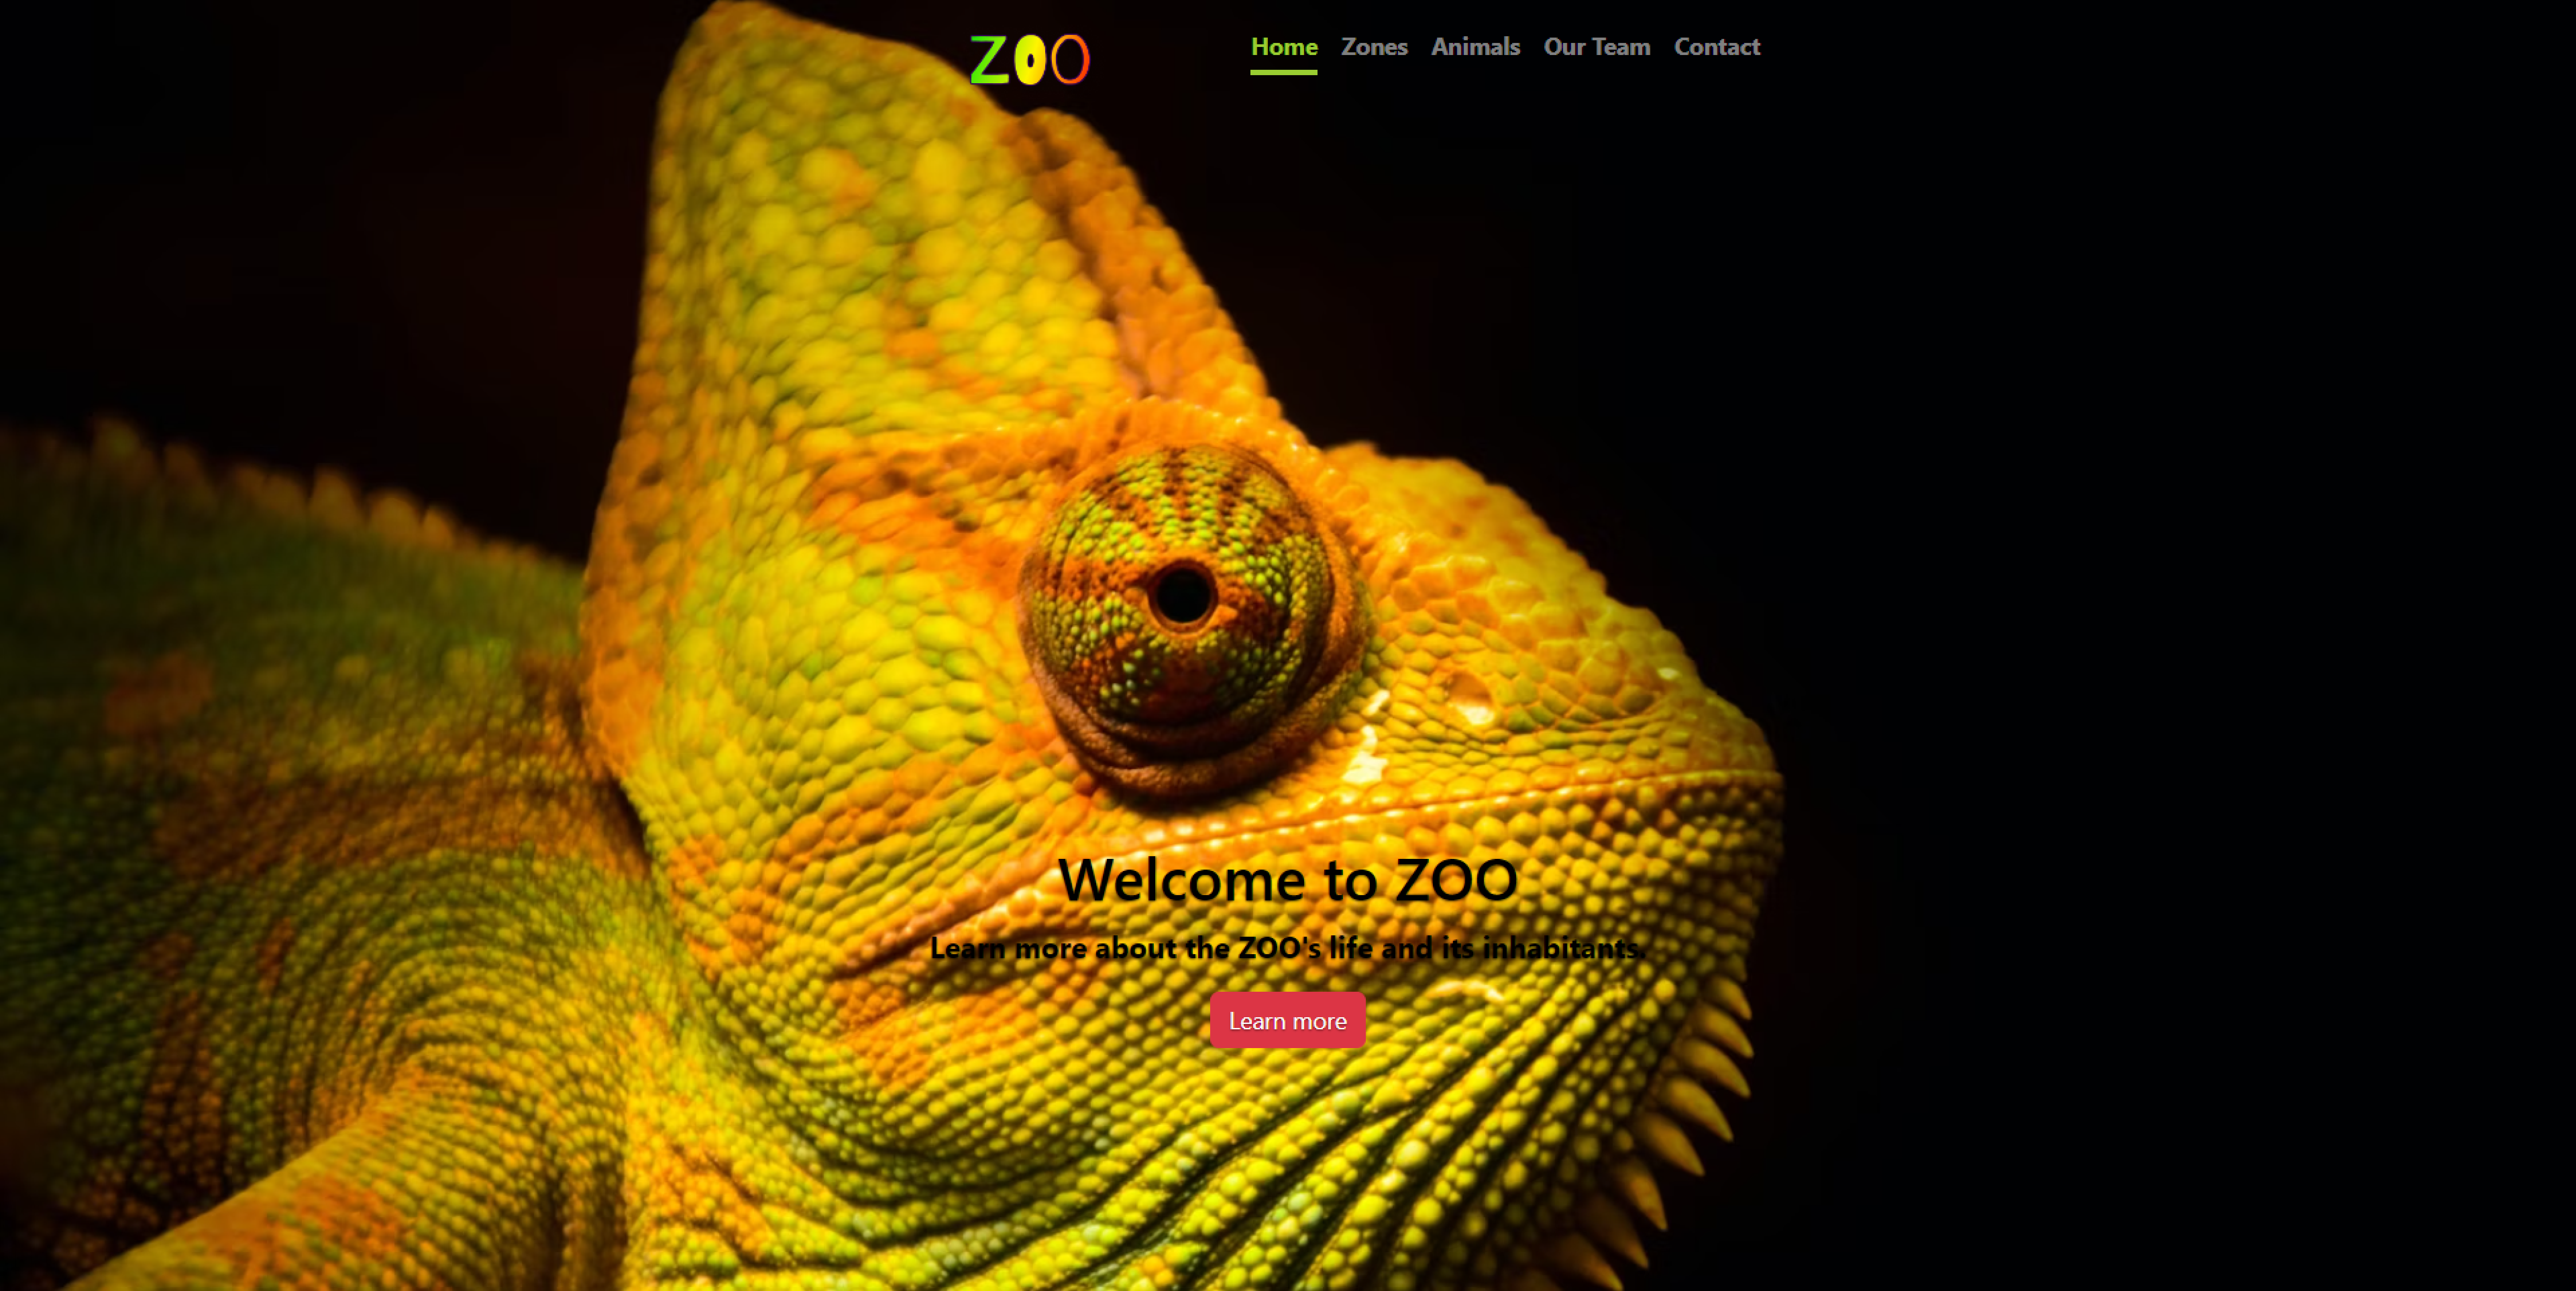 ZOO
Home Zones Animals Our Team Contact
Welcome to ZOO
Learn more about the ZOO's life and its inhabitants.
Learn more